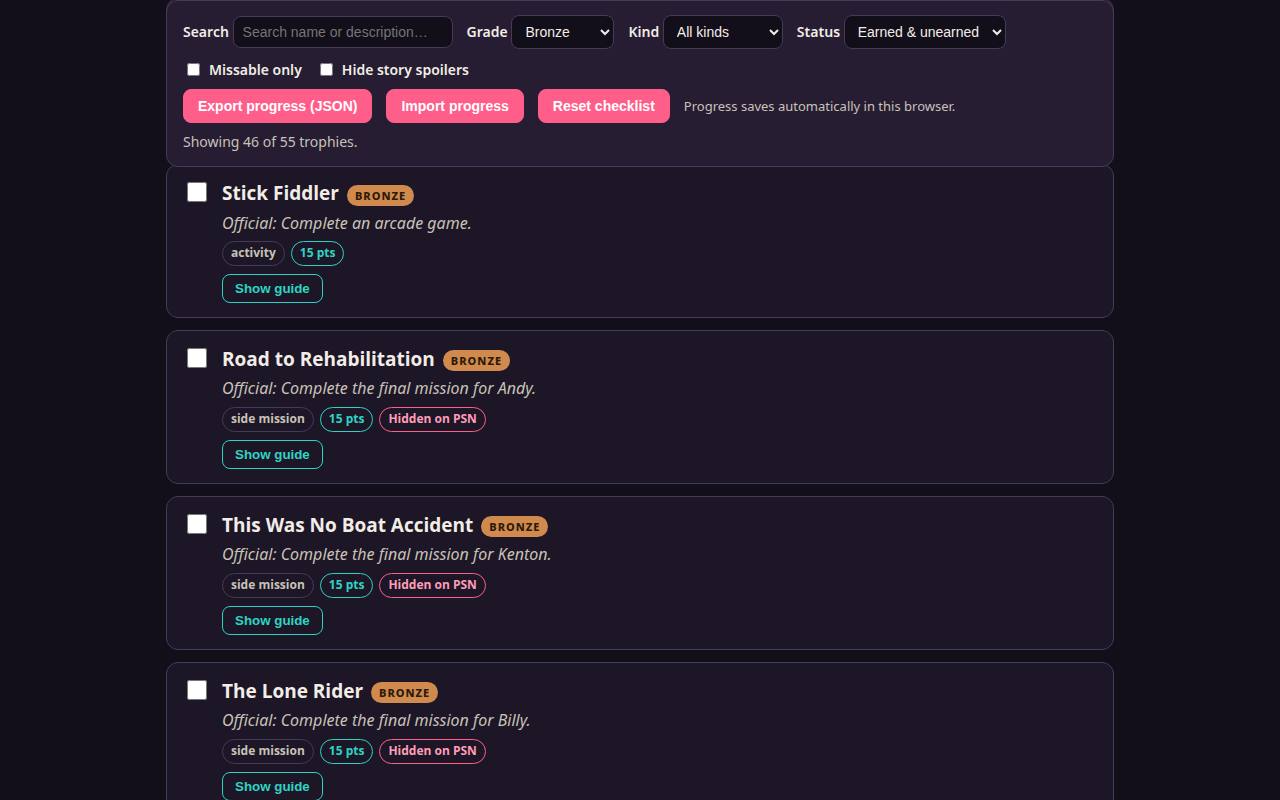 Search Search name or description… Grade Bronze Kind All kinds Status Earned & unearned
Missable only Hide story spoilers
Export progress (JSON) Import progress Reset checklist Progress saves automatically in this browser.
Showing 46 of 55 trophies.
Stick Fiddler BRONZE
Official: Complete an arcade game.
activity 15 pts
Show guide
Road to Rehabilitation BRONZE
Official: Complete the final mission for Andy.
side mission 15 pts Hidden on PSN
Show guide
This Was No Boat Accident BRONZE
Official: Complete the final mission for Kenton.
side mission 15 pts Hidden on PSN
Show guide
The Lone Rider BRONZE
Official: Complete the final mission for Billy.
side mission 15 pts Hidden on PSN
Show guide